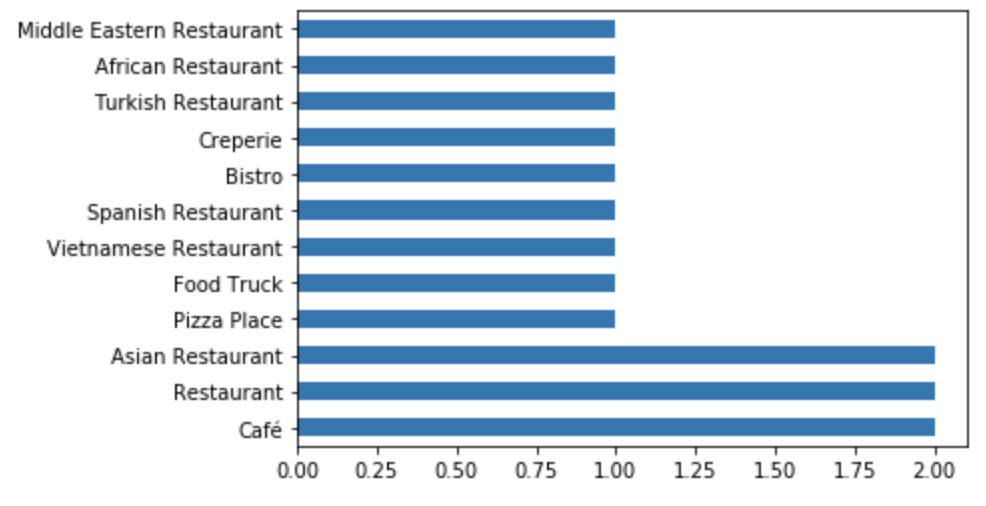 Middle Eastern Restaurant
African Restaurant
Turkish Restaurant
Creperie
Bistro
Spanish Restaurant
Vietnamese Restaurant
Food Truck
Pizza Place
Asian Restaurant
Restaurant
Café
0.00 0.25 0.50 0.75 1.00 1.25 1.50 1.75 2.00